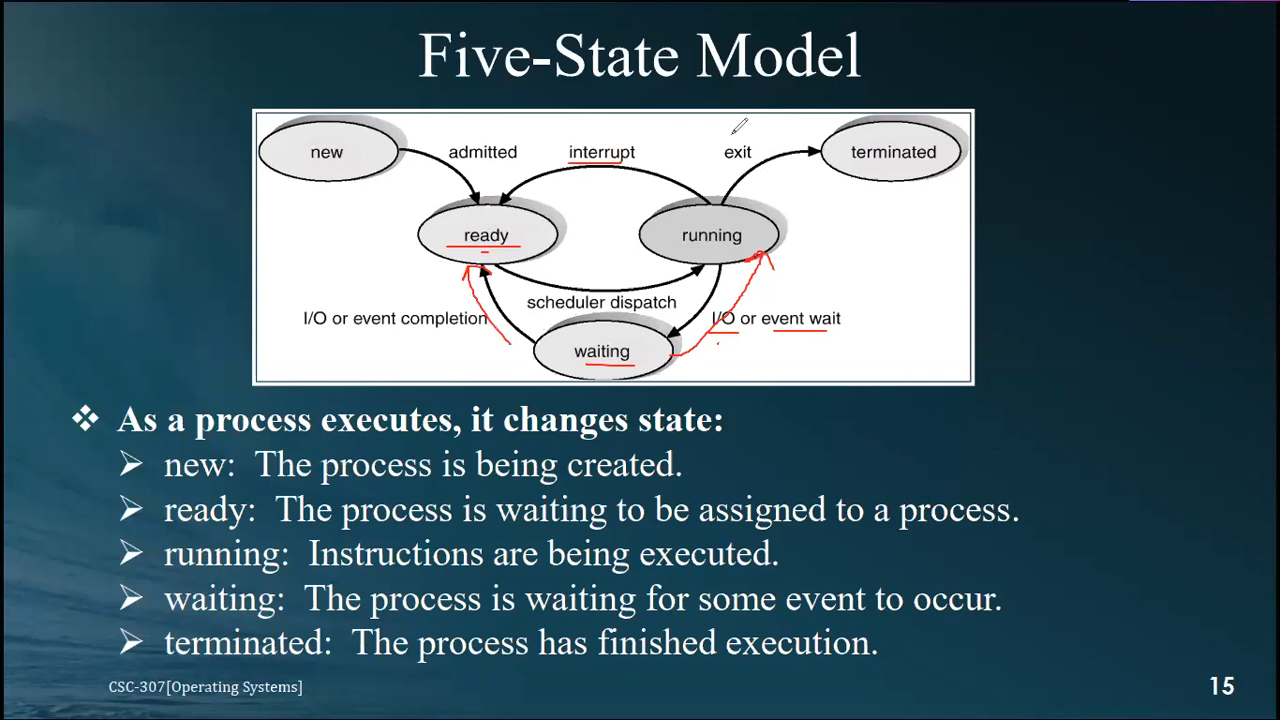 Five-State Model
new
admitted
interrupt
exit
terminated
ready
running
scheduler dispatch
I/O or event completion
I/O or event wait
waiting
❖ As a process executes, it changes state:
➢ new: The process is being created.
➢ ready: The process is waiting to be assigned to a process.
➢ running: Instructions are being executed.
➢ waiting: The process is waiting for some event to occur.
➢ terminated: The process has finished execution.
CSC-307[Operating Systems]
15